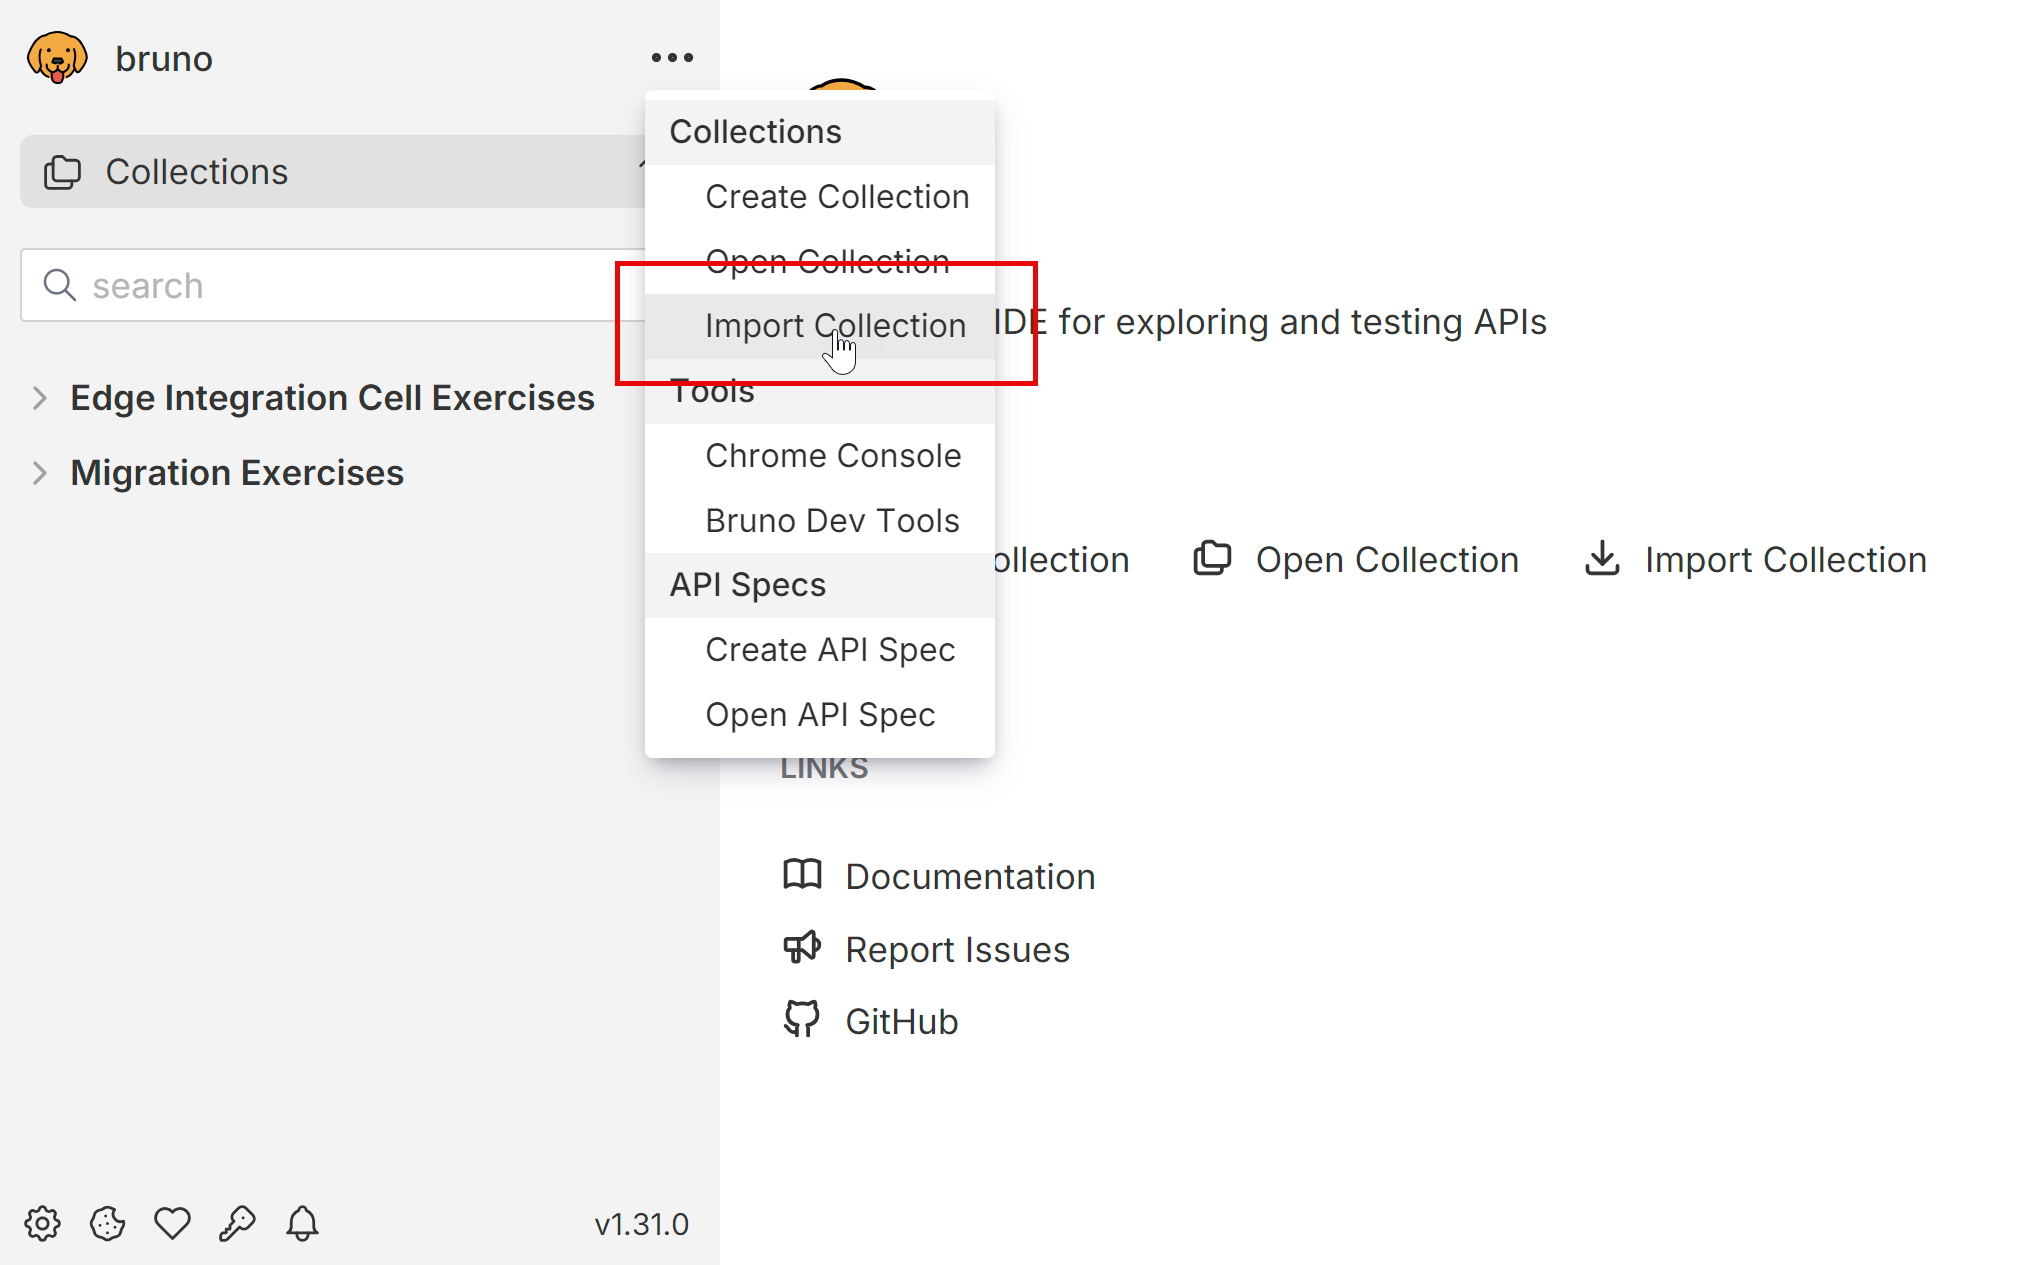 bruno
Collections
search
Edge Integration Cell Exercises
Migration Exercises
v1.31.0
Collections
Create Collection
Open Collection
Import Collection
Tools
Chrome Console
Bruno Dev Tools
API Specs
Create API Spec
Open API Spec
IDE for exploring and testing APIs
ollection
Open Collection
Import Collection
LINKS
Documentation
Report Issues
GitHub